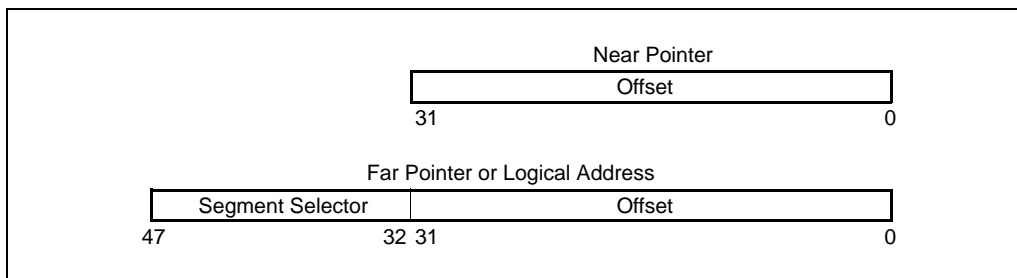 Near Pointer
Offset
31 0
Far Pointer or Logical Address
Segment Selector Offset
47 32 31 0